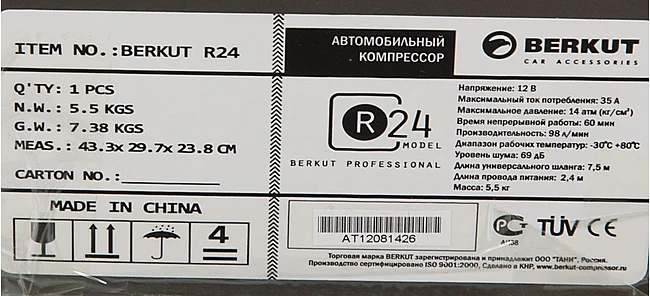 ITEM NO.:BERKUT R24
Q'TY: 1 PCS
N.W.: 5.5 KGS
G.W.: 7.38 KGS
MEAS.: 43.3x 29.7x 23.8 CM
CARTON NO.:
MADE IN CHINA
4
АВТОМОБИЛЬНЫЙ
КОМПРЕССОР
BERKUT
CAR ACCESSORIES
R24
MODEL
BERKUT PROFESSIONAL
Напряжение: 12 В
Максимальный ток потребления: 35 А
Максимальное давление: 14 атм (кг/см²)
Время непрерывной работы: 60 мин
Производительность: 98 л/мин
Диапазон рабочих температур: -30°С +80°С
Уровень шума: 69 дБ
Длина универсального шланга: 7,5 м
Длина провода питания: 2,4 м
Масса: 5,5 кг
AT12081426
TÜV CE
Торговая марка BERKUT зарегистрирована и принадлежит ООО "ТАНИ", Россия.
Производство сертифицировано ISO 9001:2000. Сделано в КНР, www.berkut-compressor.ru